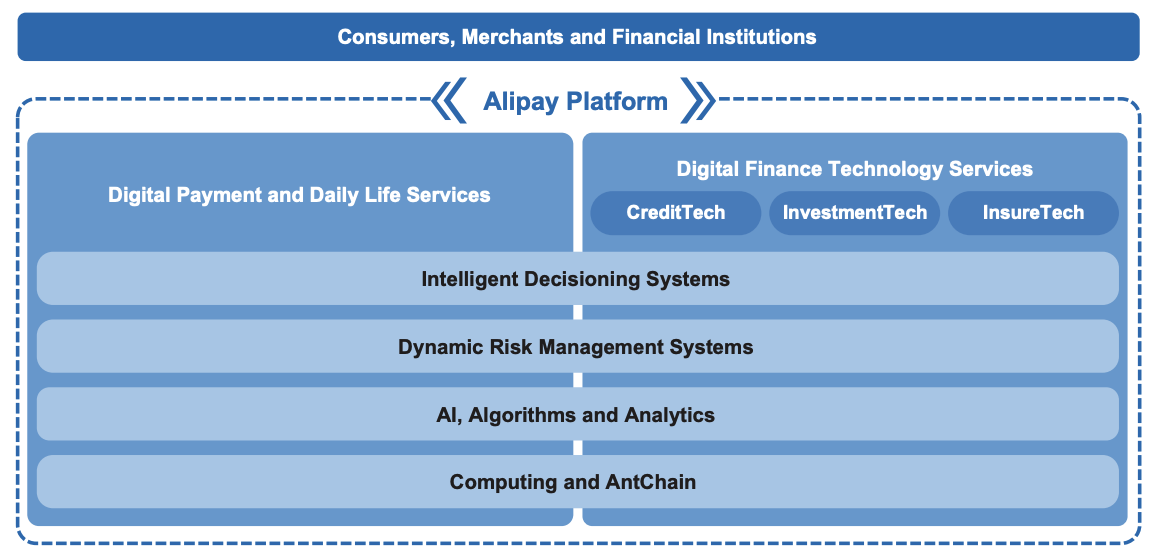 Consumers, Merchants and Financial Institutions
Alipay Platform
Digital Payment and Daily Life Services
Digital Finance Technology Services
CreditTech
InvestmentTech
InsureTech
Intelligent Decisioning Systems
Dynamic Risk Management Systems
AI, Algorithms and Analytics
Computing and AntChain